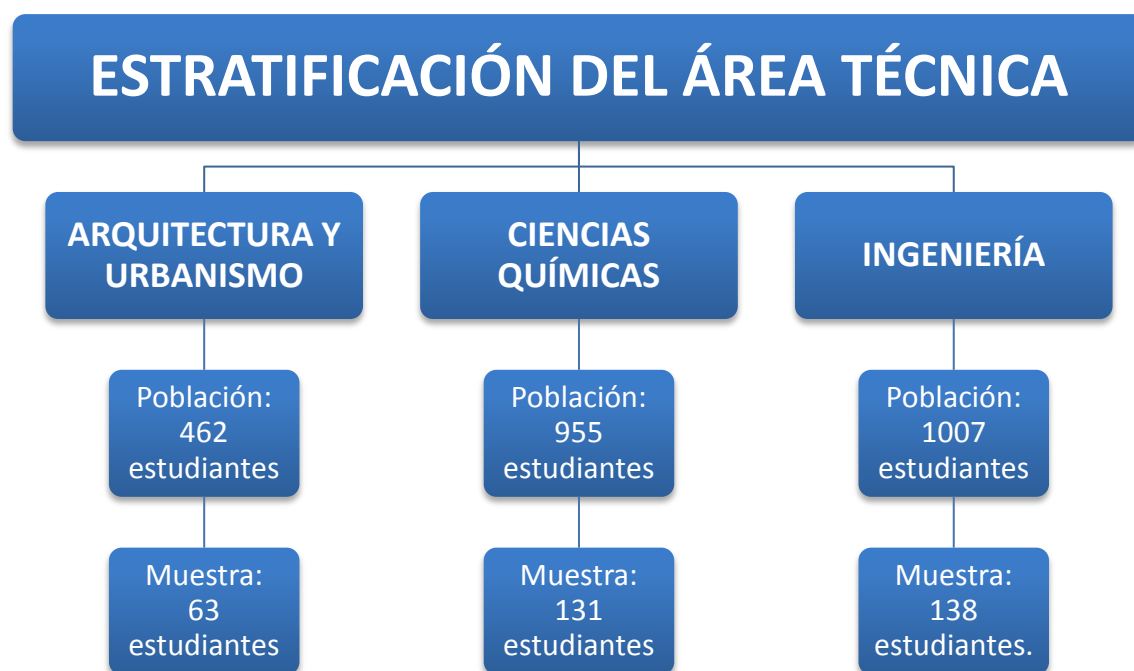 ESTRATIFICACIÓN DEL ÁREA TÉCNICA
ARQUITECTURA Y
URBANISMO
CIENCIAS
QUÍMICAS
INGENIERÍA
Población:
462
estudiantes
Población:
955
estudiantes
Población:
1007
estudiantes
Muestra:
63
estudiantes
Muestra:
131
estudiantes
Muestra:
138
estudiantes.